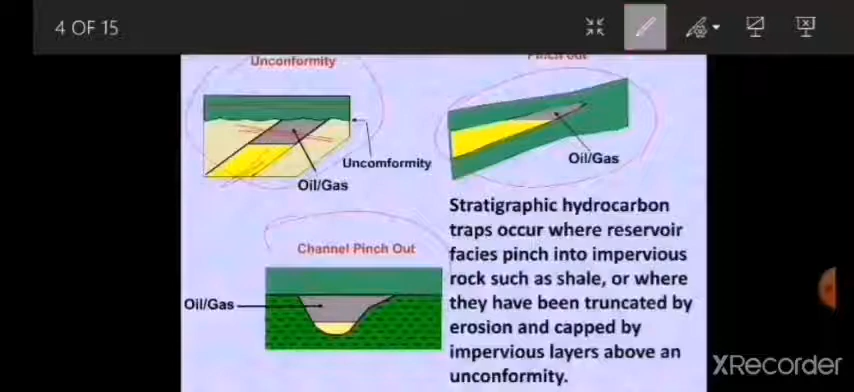 4 OF 15
Unconformity
Pinch out
Uncomformity
Oil/Gas
Oil/Gas
Channel Pinch Out
Oil/Gas
Stratigraphic hydrocarbon
traps occur where reservoir
facies pinch into impervious
rock such as shale, or where
they have been truncated by
erosion and capped by
impervious layers above an
unconformity.
XRecorder